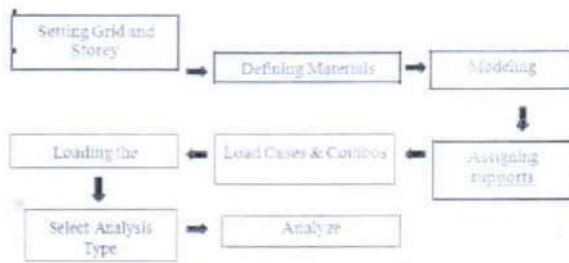 Setting Grid and
Storey
Defining Materials
Modeling
Assigning
supports
Load Cases & Combos
Loading the
Select Analysis
Type
Analyze